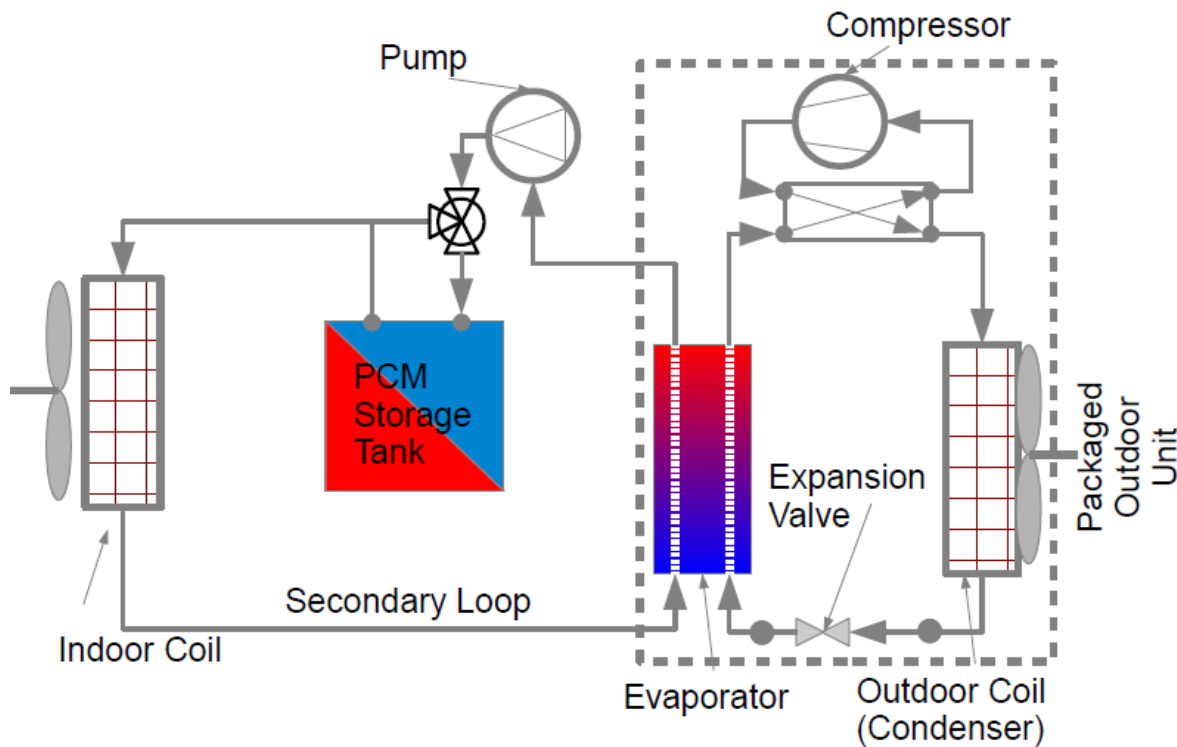 Compressor
Pump
PCM
Storage
Tank
Expansion
Valve
Packaged
Outdoor
Unit
Secondary Loop
Indoor Coil
Evaporator
Outdoor Coil
(Condenser)